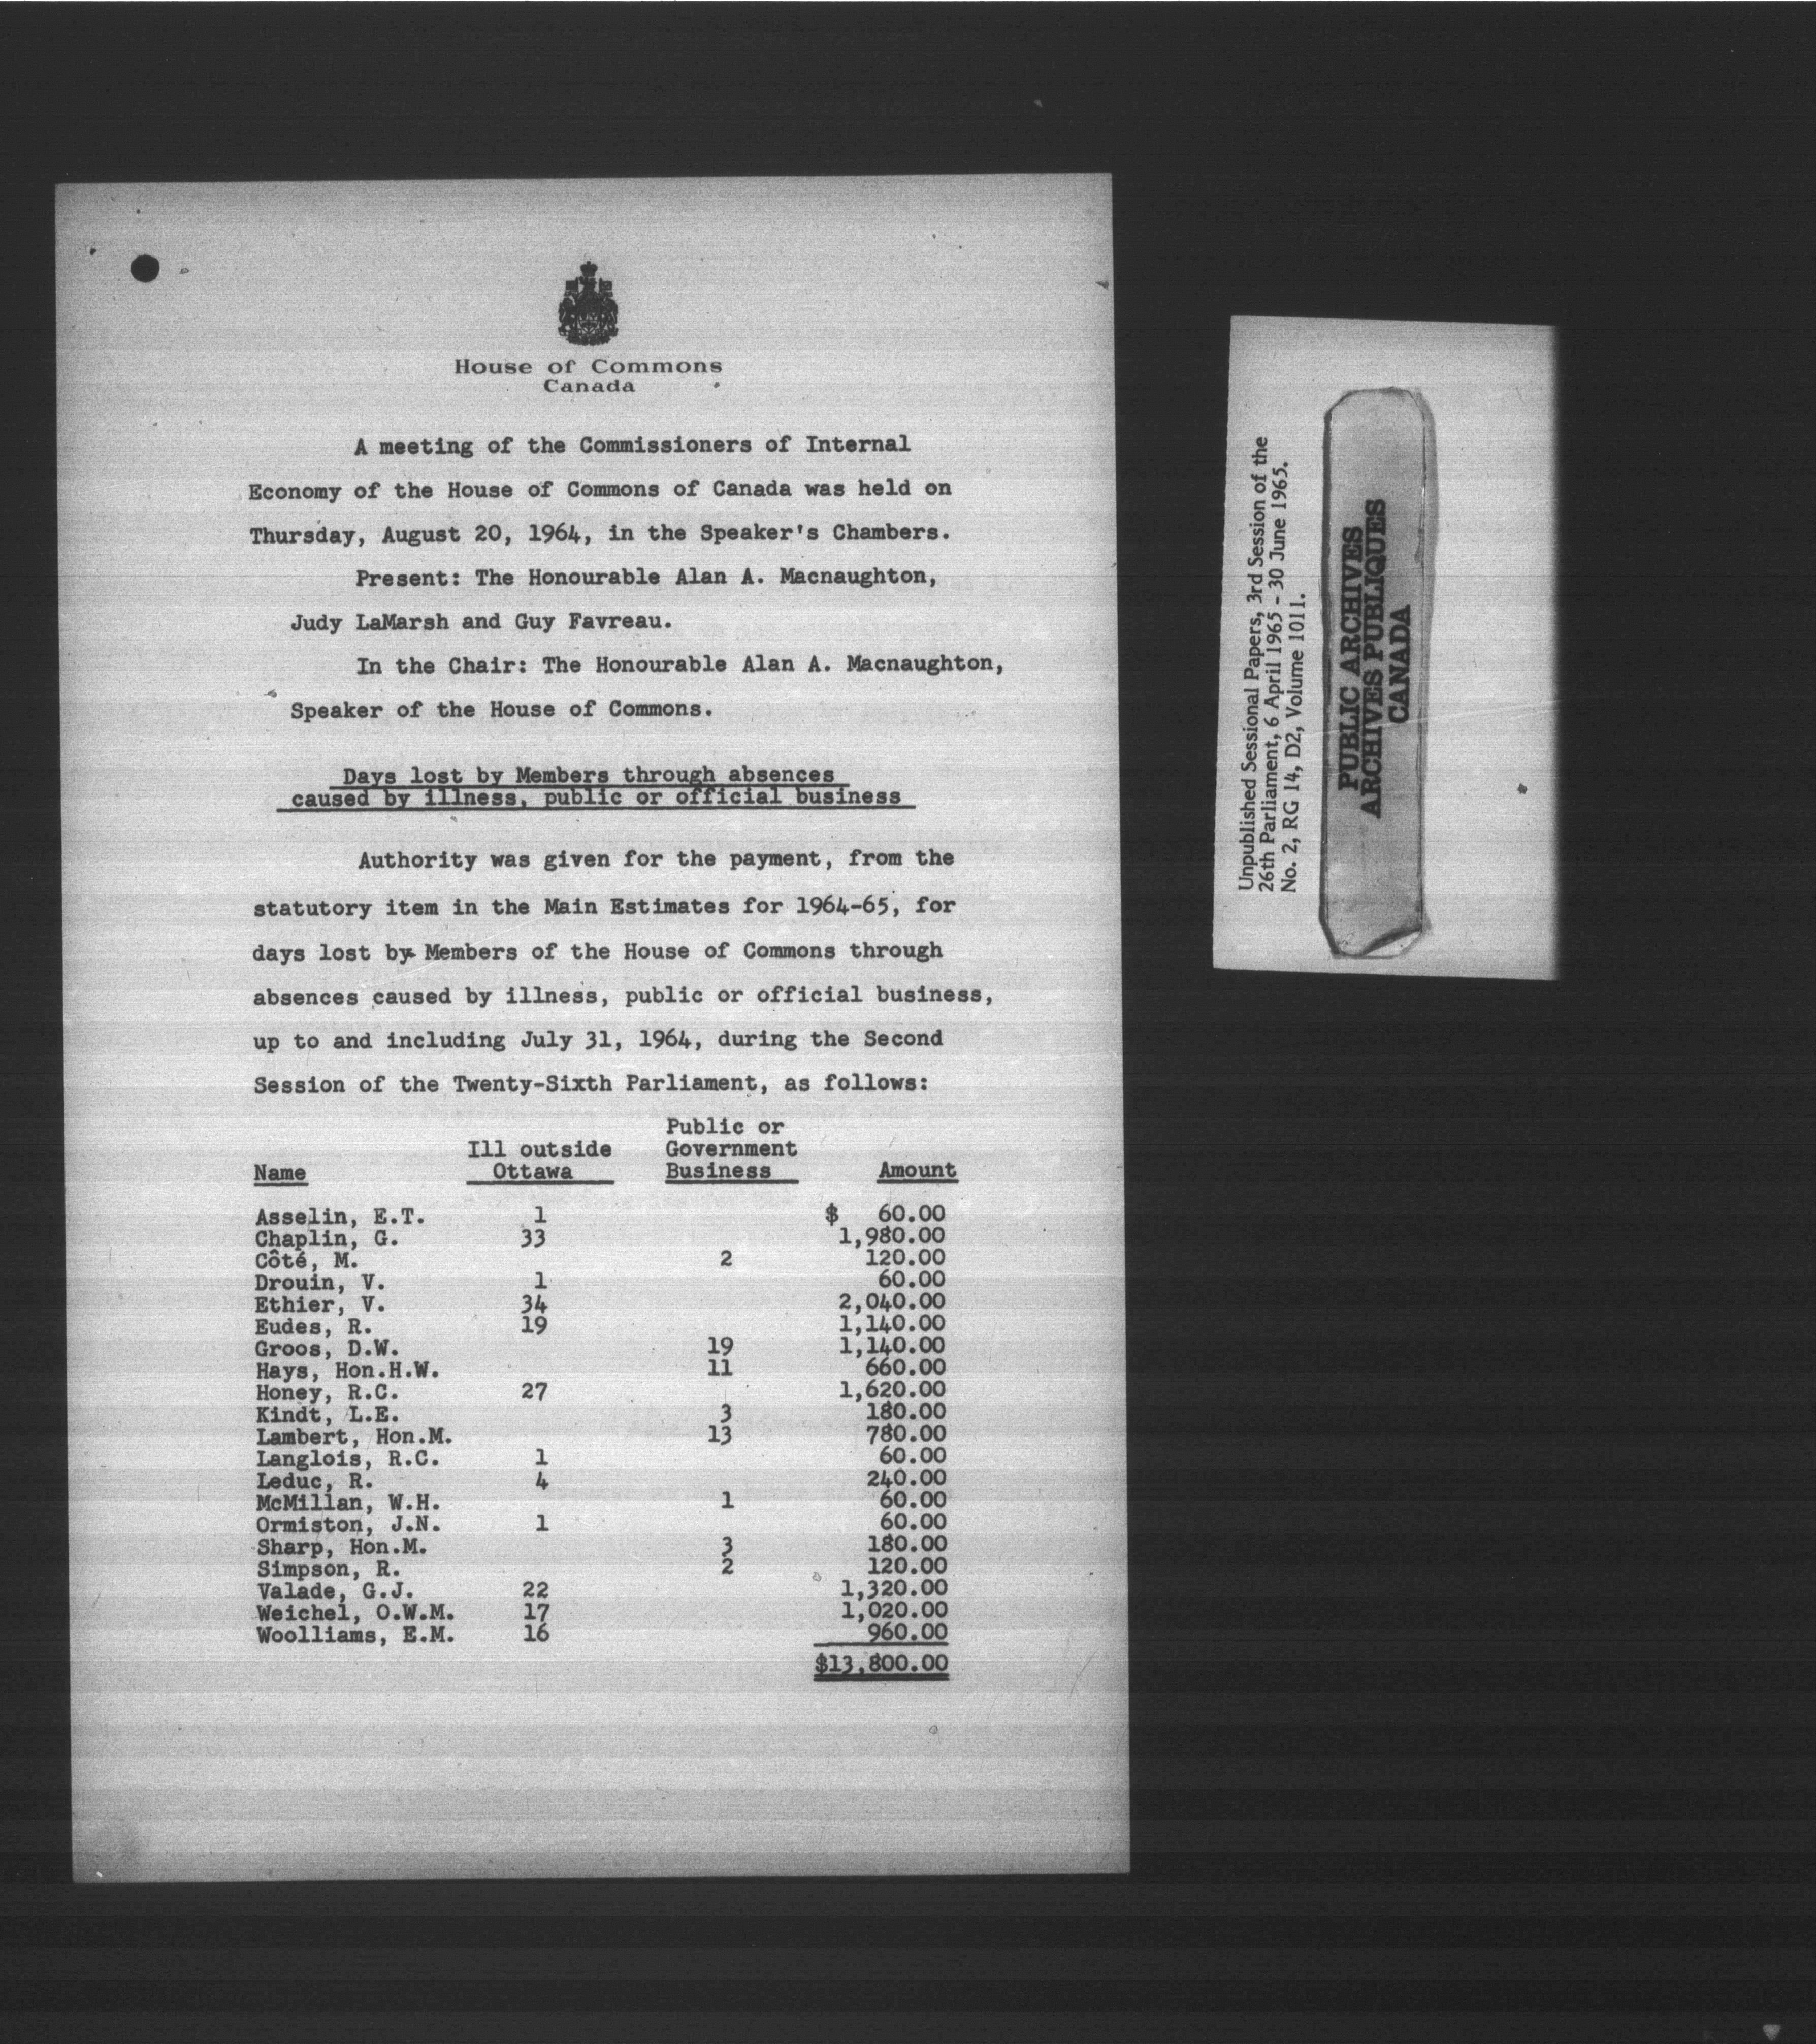 House of Commons
Canada
A meeting of the Commissioners of Internal
Economy of the House of Commons of Canada was held on
Thursday, August 20, 1964, in the Speaker's Chambers.
Present: The Honourable Alan A. Macnaughton,
Judy LaMarsh and Guy Favreau.
In the Chair: The Honourable Alan A. Macnaughton,
Speaker of the House of Commons.
Days lost by Members through absences
caused by illness, public or official business
Authority was given for the payment, from the
statutory item in the Main Estimates for 1964-65, for
days lost by Members of the House of Commons through
absences caused by illness, public or official business,
up to and including July 31, 1964, during the Second
Session of the Twenty-Sixth Parliament, as follows:
Public or
Ill outside Government
Name Ottawa Business Amount
Asselin, E.T. 1 $ 60.00
Chaplin, G. 33 1,980.00
Côté, M. 2 120.00
Drouin, V. 1 60.00
Ethier, V. 34 2,040.00
Eudes, R. 19 1,140.00
Groos, D.W. 19 1,140.00
Hays, Hon.H.W. 11 660.00
Honey, R.C. 27 1,620.00
Kindt, L.E. 3 180.00
Lambert, Hon.M. 13 780.00
Langlois, R.C. 1 60.00
Leduc, R. 4 240.00
McMillan, W.H. 1 60.00
Ormiston, J.N. 1 60.00
Sharp, Hon.M. 3 180.00
Simpson, R. 2 120.00
Valade, G.J. 22 1,320.00
Weichel, O.W.M. 17 1,020.00
Woolliams, E.M. 16 960.00
$13,800.00
Unpublished Sessional Papers, 3rd Session of the
26th Parliament, 6 April 1965 - 30 June 1965.
No. 2, RG 14, D2, Volume 1011.
PUBLIC ARCHIVES
ARCHIVES PUBLIQUES
CANADA